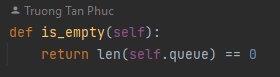 Truong Tan Phuc
def is_empty(self):
    return len(self.queue) == 0